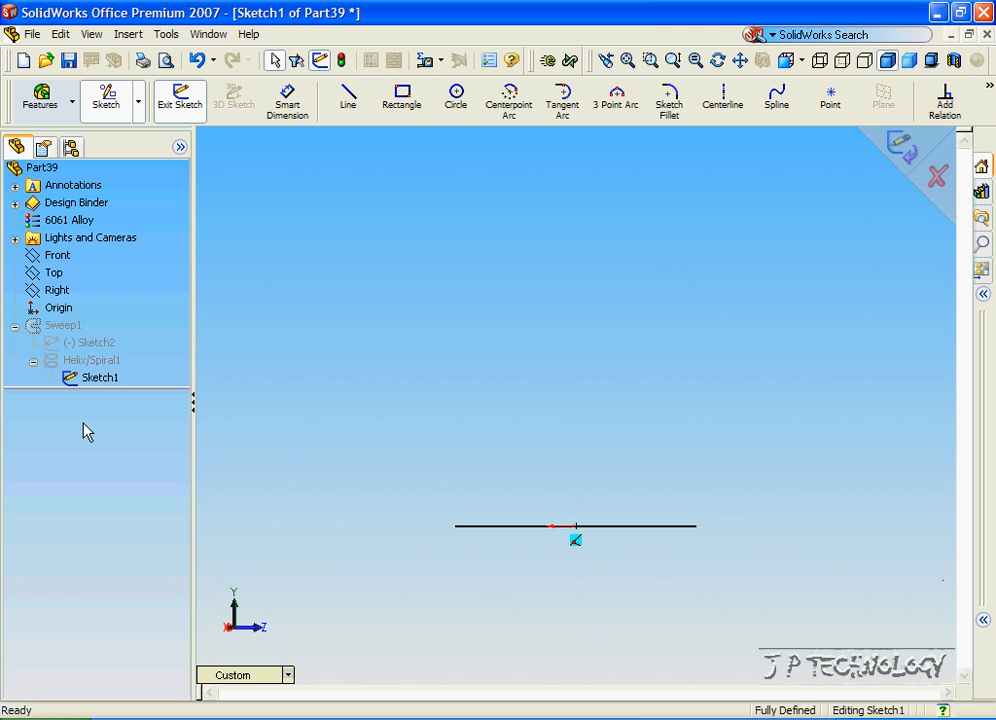 SolidWorks Office Premium 2007 - [Sketch1 of Part39 *]
File Edit View Insert Tools Window Help SolidWorks Search
Features Sketch Exit Sketch 3D Sketch Smart Dimension Line Rectangle Circle Centerpoint Arc Tangent Arc 3 Point Arc Sketch Fillet Centerline Spline Point Plane Add Relation
Part39
Annotations
Design Binder
6061 Alloy
Lights and Cameras
Front
Top
Right
Origin
Sweep1
(-) Sketch2
Helix/Spiral1
Sketch1
Y
Z
J P TECHNOLOGY
Custom
Ready Fully Defined Editing Sketch1